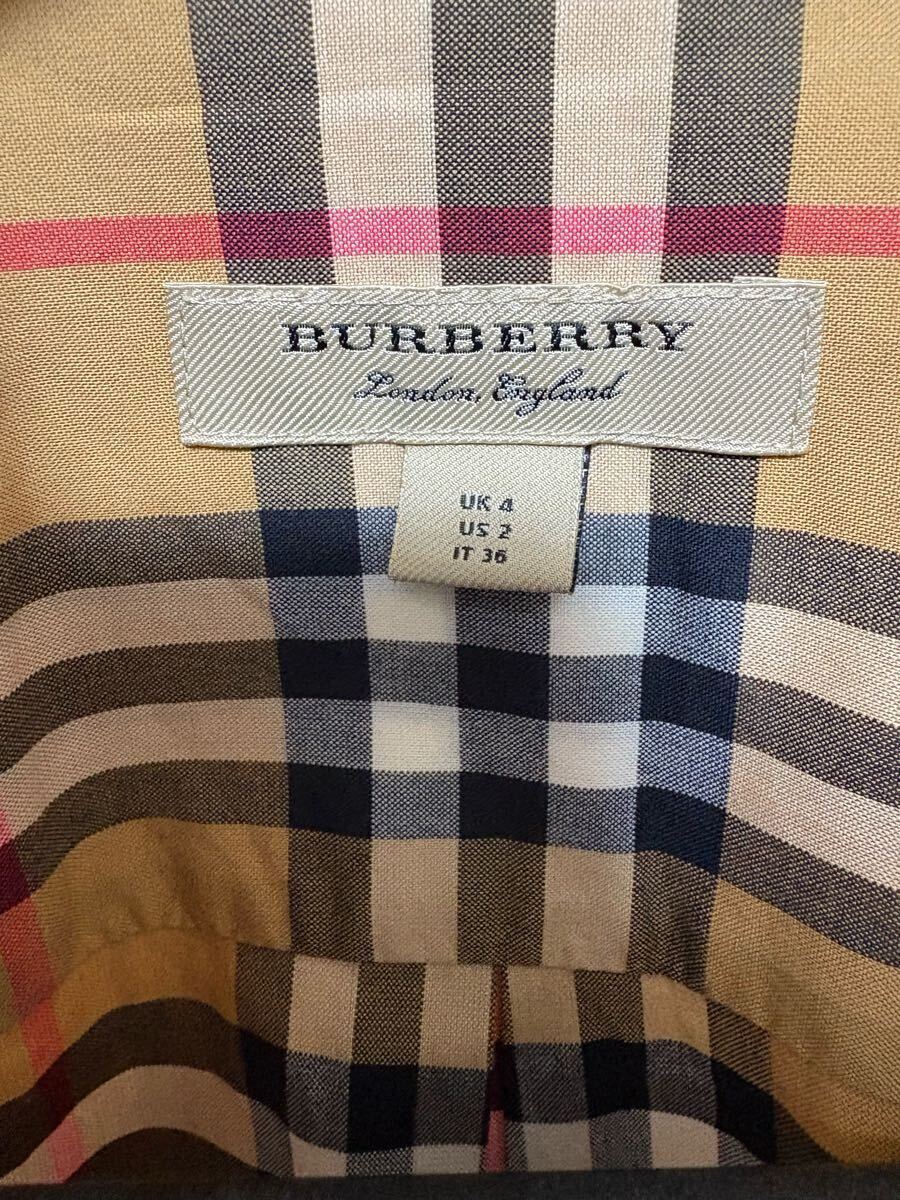 BURBERRY
London, England
UK 4
US 2
IT 36